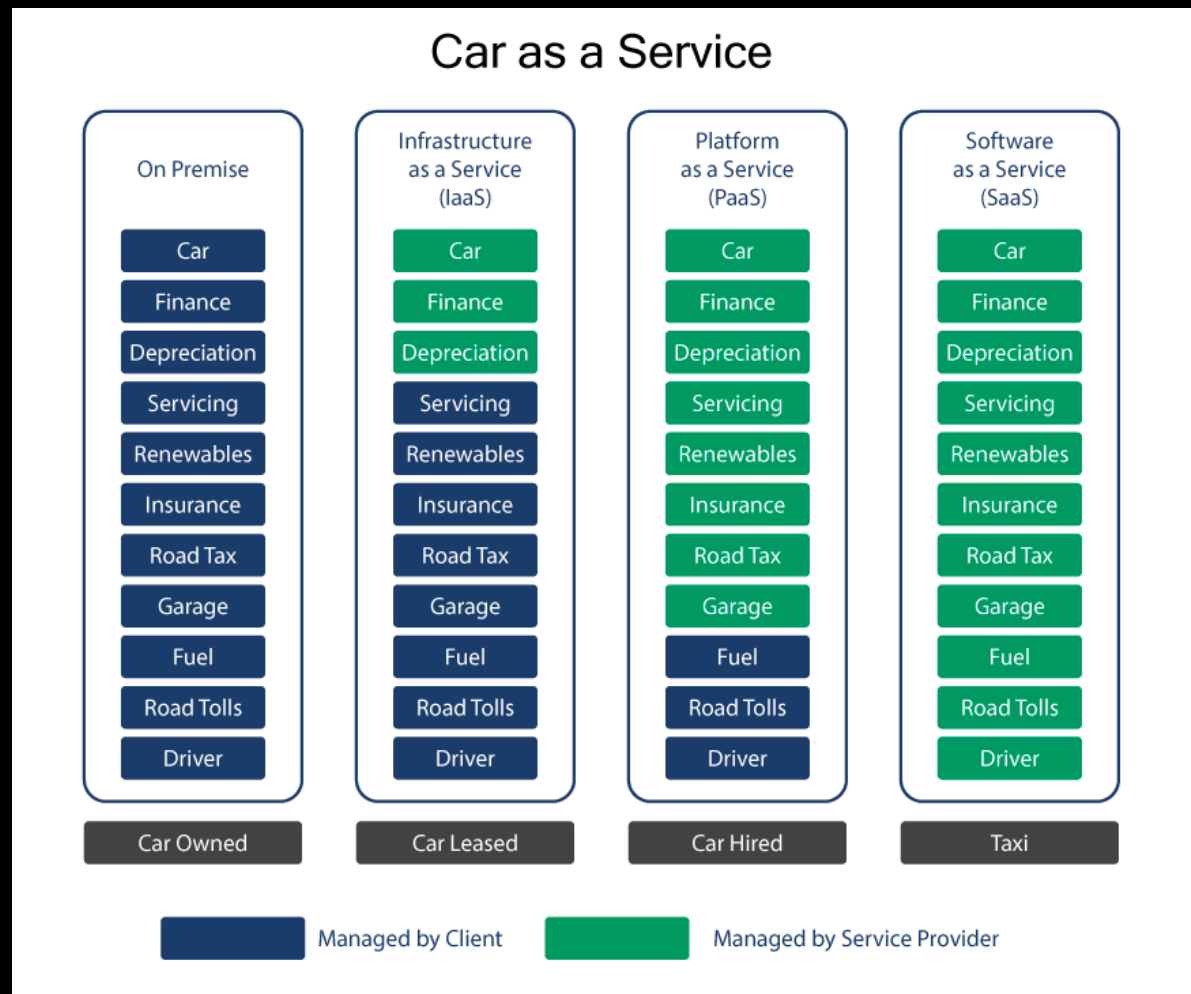 Car as a Service
On Premise
Car
Finance
Depreciation
Servicing
Renewables
Insurance
Road Tax
Garage
Fuel
Road Tolls
Driver
Car Owned
Infrastructure
as a Service
(IaaS)
Car
Finance
Depreciation
Servicing
Renewables
Insurance
Road Tax
Garage
Fuel
Road Tolls
Driver
Car Leased
Platform
as a Service
(PaaS)
Car
Finance
Depreciation
Servicing
Renewables
Insurance
Road Tax
Garage
Fuel
Road Tolls
Driver
Car Hired
Software
as a Service
(SaaS)
Car
Finance
Depreciation
Servicing
Renewables
Insurance
Road Tax
Garage
Fuel
Road Tolls
Driver
Taxi
Managed by Client
Managed by Service Provider